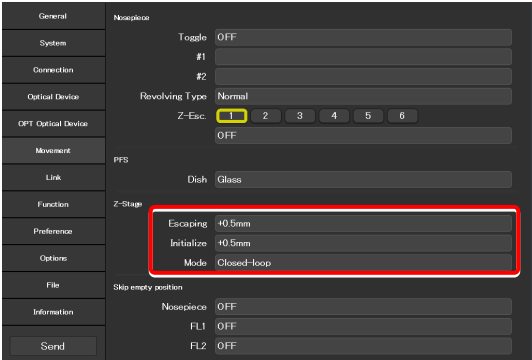 General
System
Connection
Optical Device
OPT Optical Device
Movement
Link
Function
Preference
Options
File
Information
Send
Nosepiece
Toggle OFF
#1
#2
Revolving Type Normal
Z-Esc. 1 2 3 4 5 6
OFF
PFS
Dish Glass
Z-Stage
Escaping +0.5mm
Initialize +0.5mm
Mode Closed-loop
Skip empty position
Nosepiece OFF
FL1 OFF
FL2 OFF